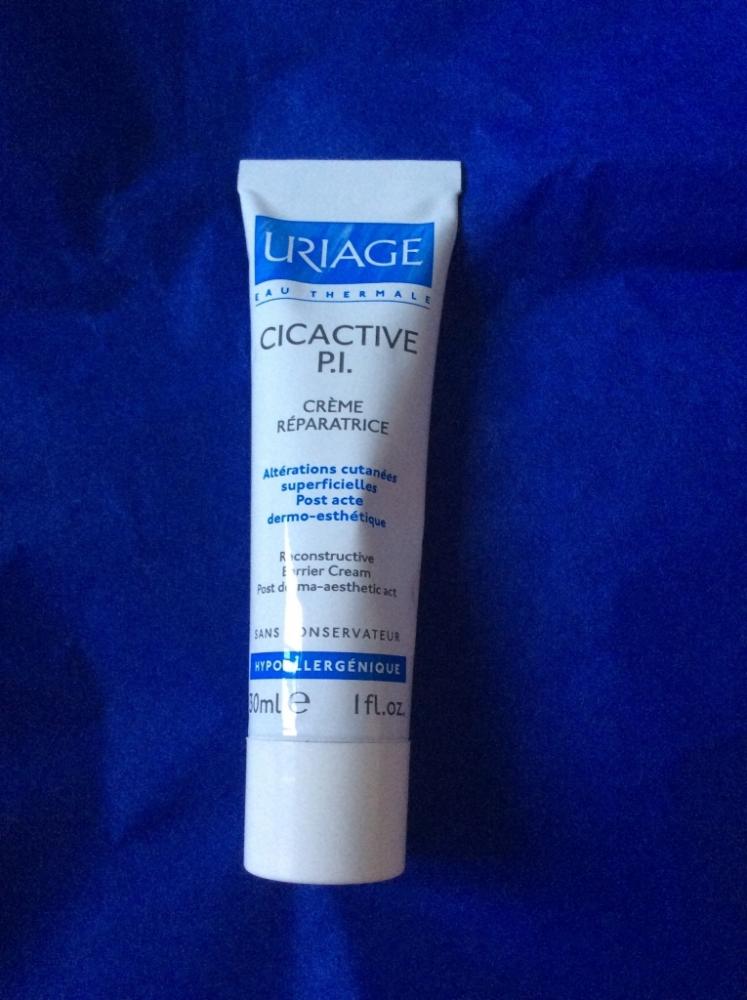 URIAGE
EAU THERMALE
CICACTIVE
P.I.
CRÈME
RÉPARATRICE
Altérations cutanées
superficielles
Post acte
dermo-esthétique
Reconstructive
Barrier Cream
Post derma-aesthetic act
SANS CONSERVATEUR
HYPOALLERGÉNIQUE
30ml e 1 fl.oz.